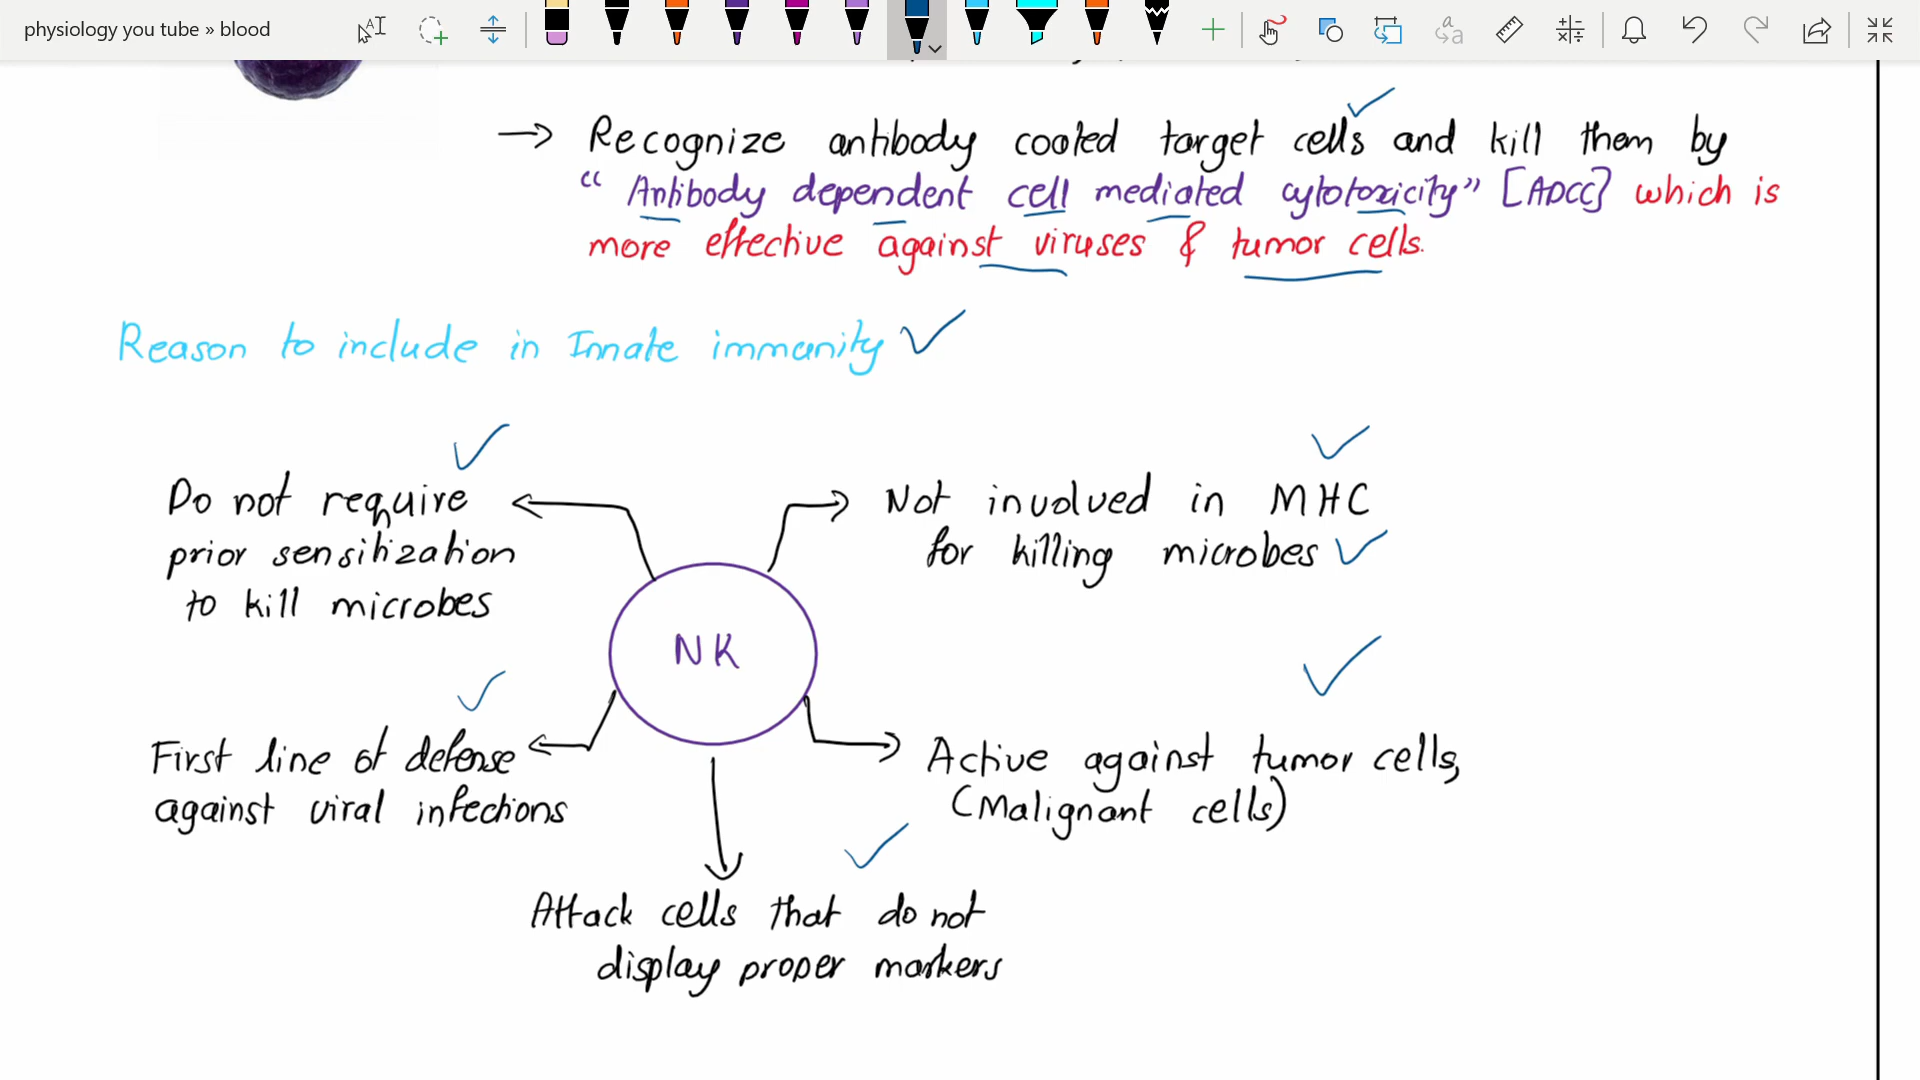 physiology you tube » blood
→ Recognize antibody coated target cells and kill them by
“ Antibody dependent cell mediated cytotoxicity” [ADCC] which is
more effective against viruses & tumor cells.
Reason to include in Innate immunity
Do not require
prior sensitization
to kill microbes
Not involved in MHC
for killing microbes
NK
First line of defense
against viral infections
Active against tumor cells,
(Malignant cells)
Attack cells that do not
display proper markers